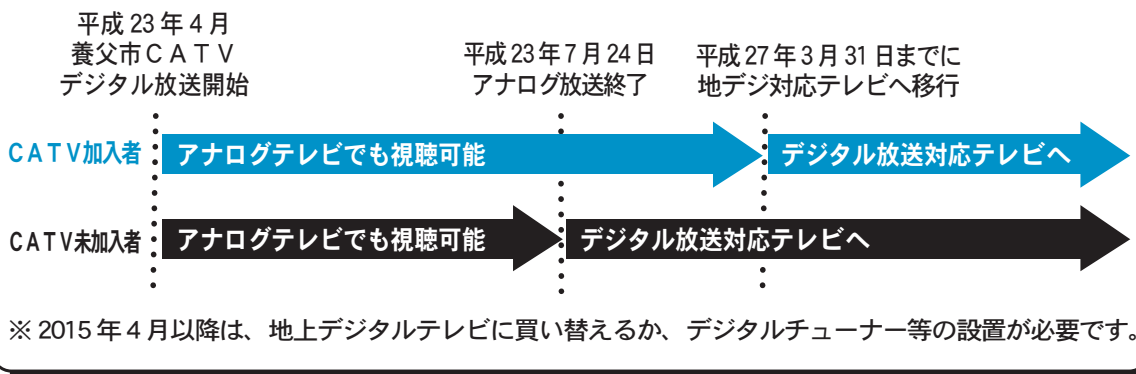 平成 23 年 4 月
養父市CATV
デジタル放送開始
平成 23 年 7 月 24 日
アナログ放送終了
平成 27 年 3 月 31 日までに
地デジ対応テレビへ移行
CATV加入者
アナログテレビでも視聴可能
デジタル放送対応テレビへ
CATV未加入者
アナログテレビでも視聴可能
デジタル放送対応テレビへ
※ 2015 年 4 月以降は、地上デジタルテレビに買い替えるか、デジタルチューナー等の設置が必要です。